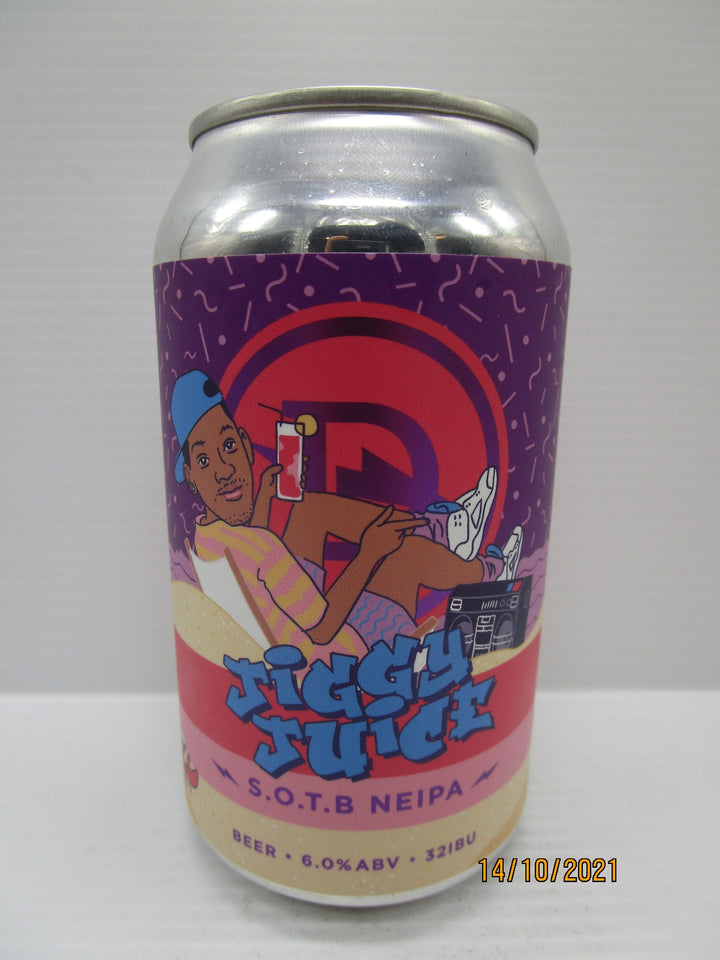 JIGGY
JUICE
S.O.T.B NEIPA
BEER • 6.0% ABV • 32IBU
14/10/2021